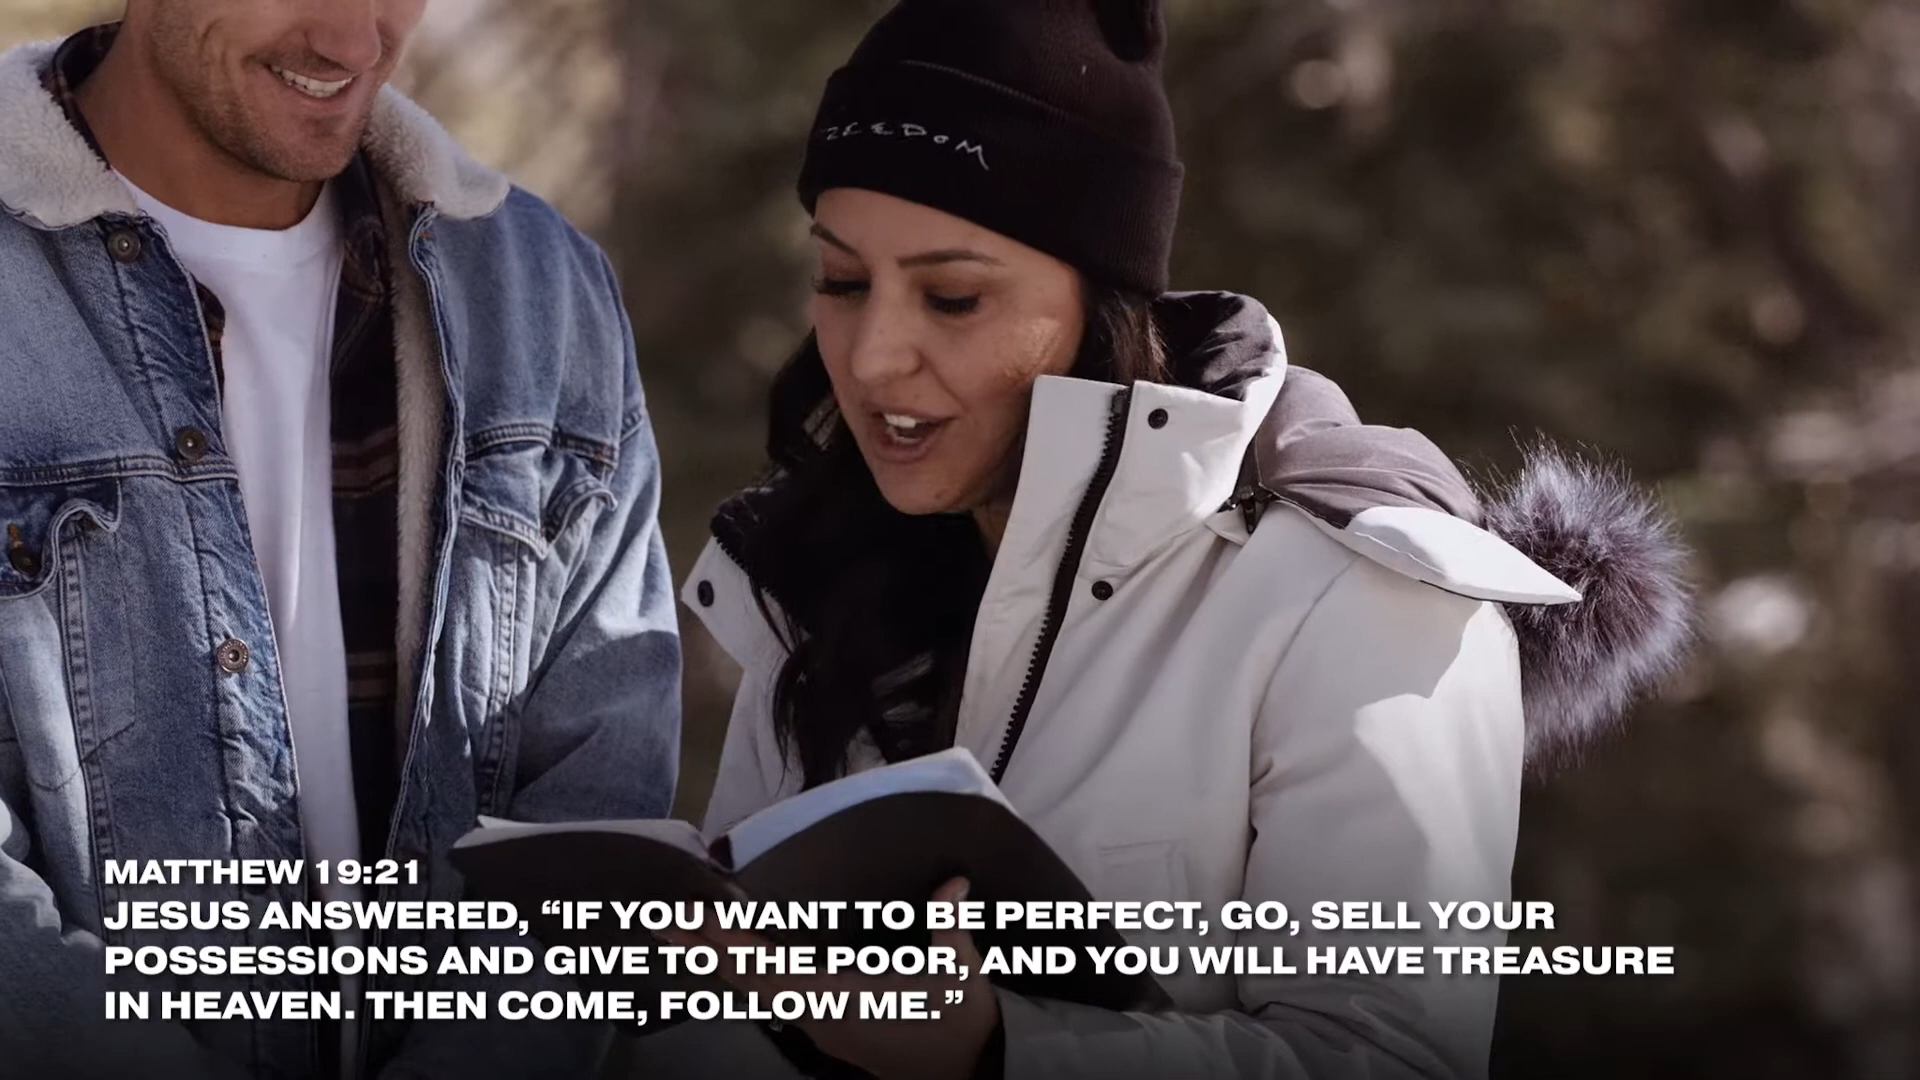 REEDOM
MATTHEW 19:21
JESUS ANSWERED, “IF YOU WANT TO BE PERFECT, GO, SELL YOUR
POSSESSIONS AND GIVE TO THE POOR, AND YOU WILL HAVE TREASURE
IN HEAVEN. THEN COME, FOLLOW ME.”